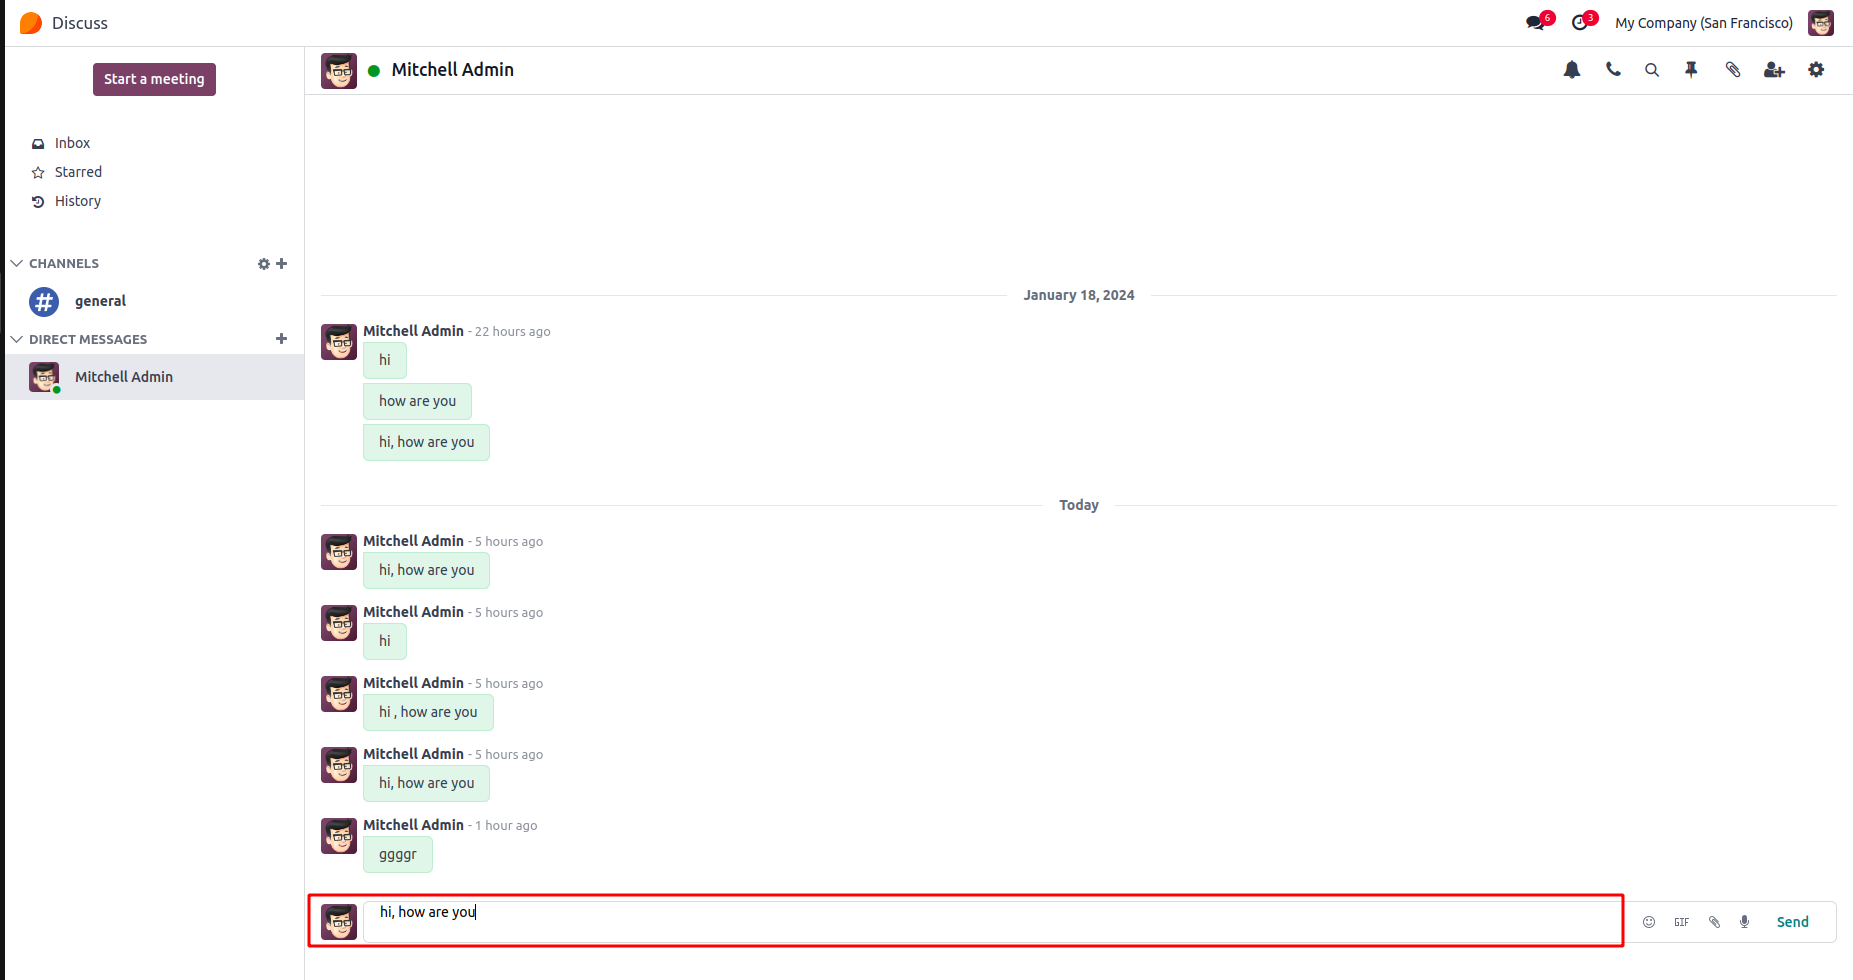 Discuss
6
3
My Company (San Francisco)
Start a meeting
Inbox
Starred
History
CHANNELS
general
DIRECT MESSAGES
Mitchell Admin
Mitchell Admin
January 18, 2024
Mitchell Admin - 22 hours ago
hi
how are you
hi, how are you
Today
Mitchell Admin - 5 hours ago
hi, how are you
Mitchell Admin - 5 hours ago
hi
Mitchell Admin - 5 hours ago
hi , how are you
Mitchell Admin - 5 hours ago
hi, how are you
Mitchell Admin - 1 hour ago
ggggr
hi, how are you
GIF
Send